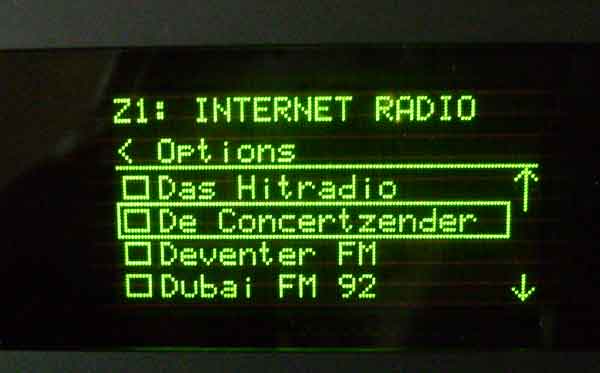 Z1: INTERNET RADIO
< Options
Das Hitradio
De Concertzender
Deventer FM
Dubai FM 92